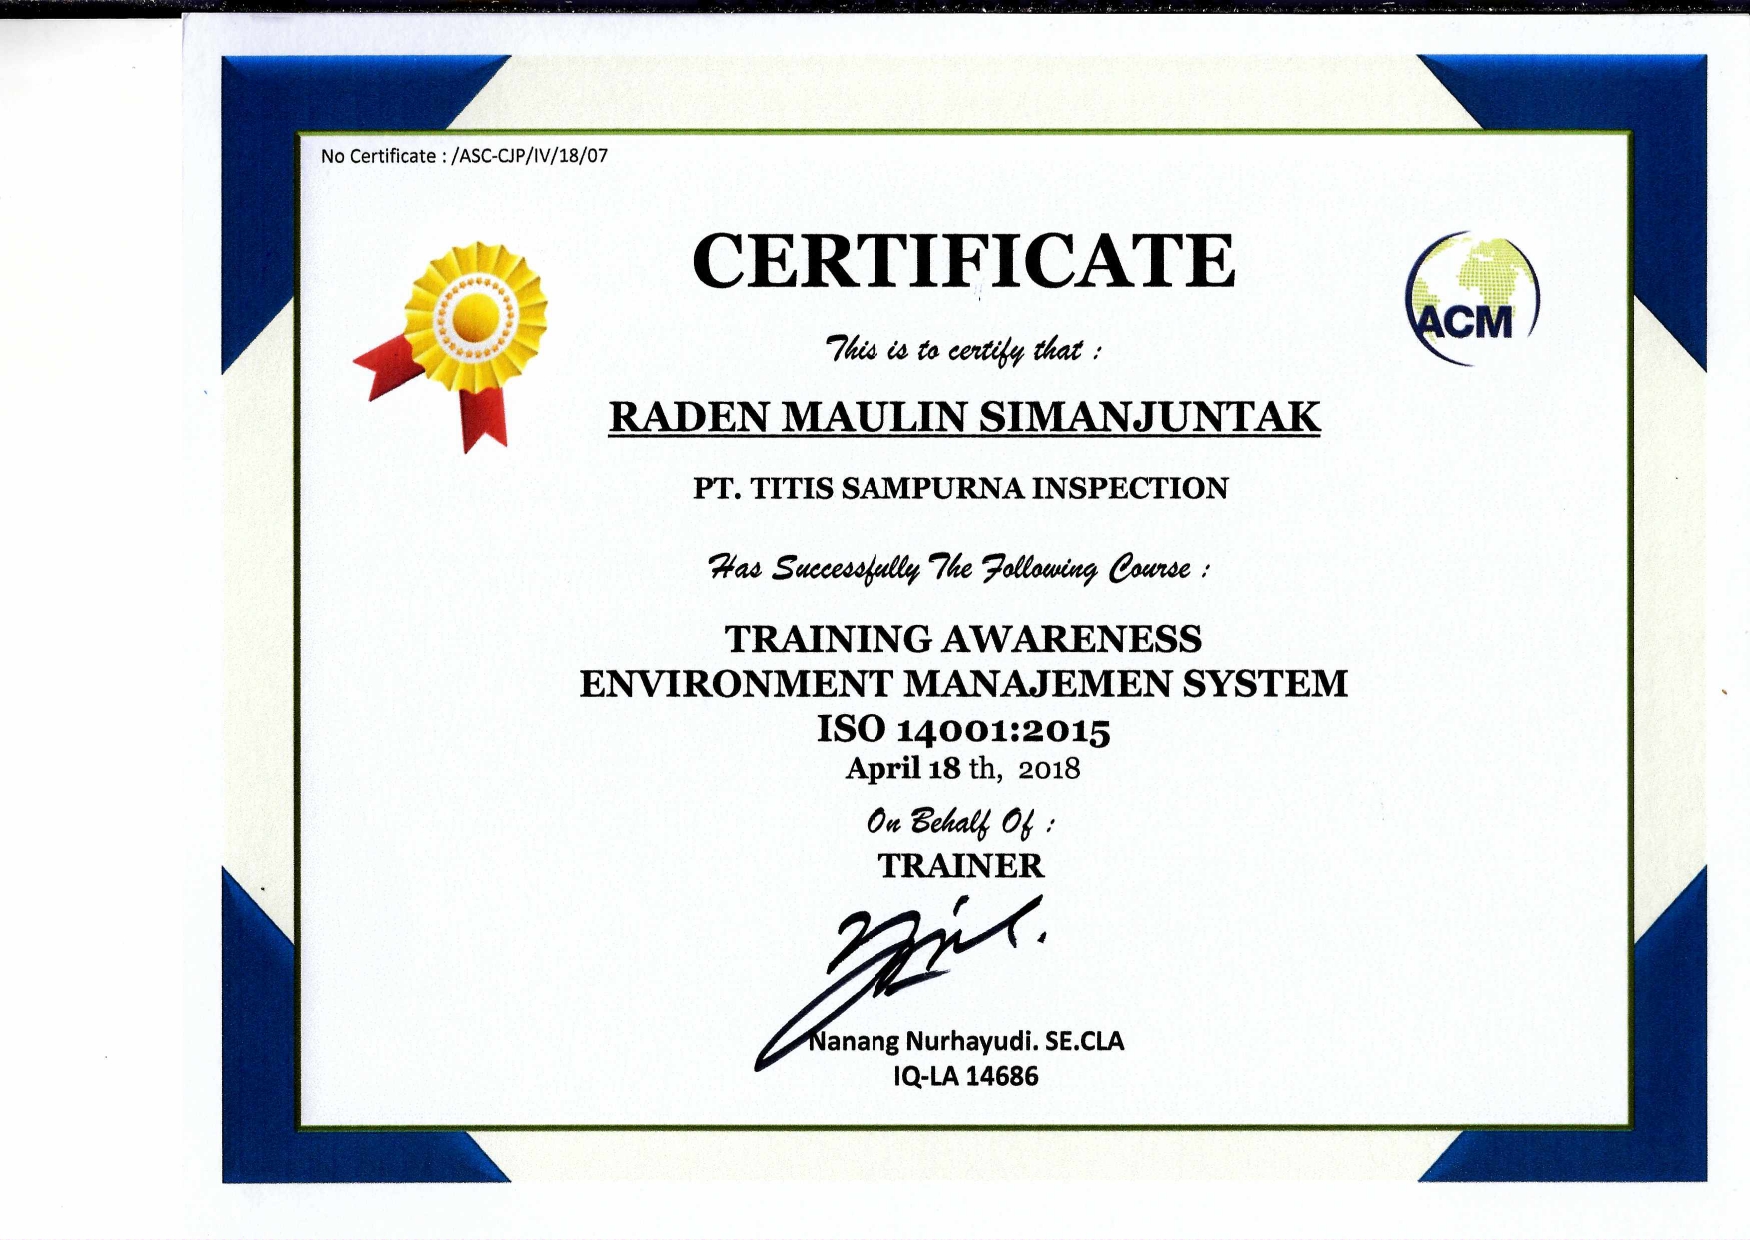 No Certificate : /ASC-CJP/IV/18/07
CERTIFICATE
ACM
This is to certify that :
RADEN MAULIN SIMANJUNTAK
PT. TITIS SAMPURNA INSPECTION
Has Successfully The Following Course :
TRAINING AWARENESS
ENVIRONMENT MANAJEMEN SYSTEM
ISO 14001:2015
April 18 th, 2018
On Behalf Of :
TRAINER
Nanang Nurhayudi. SE.CLA
IQ-LA 14686